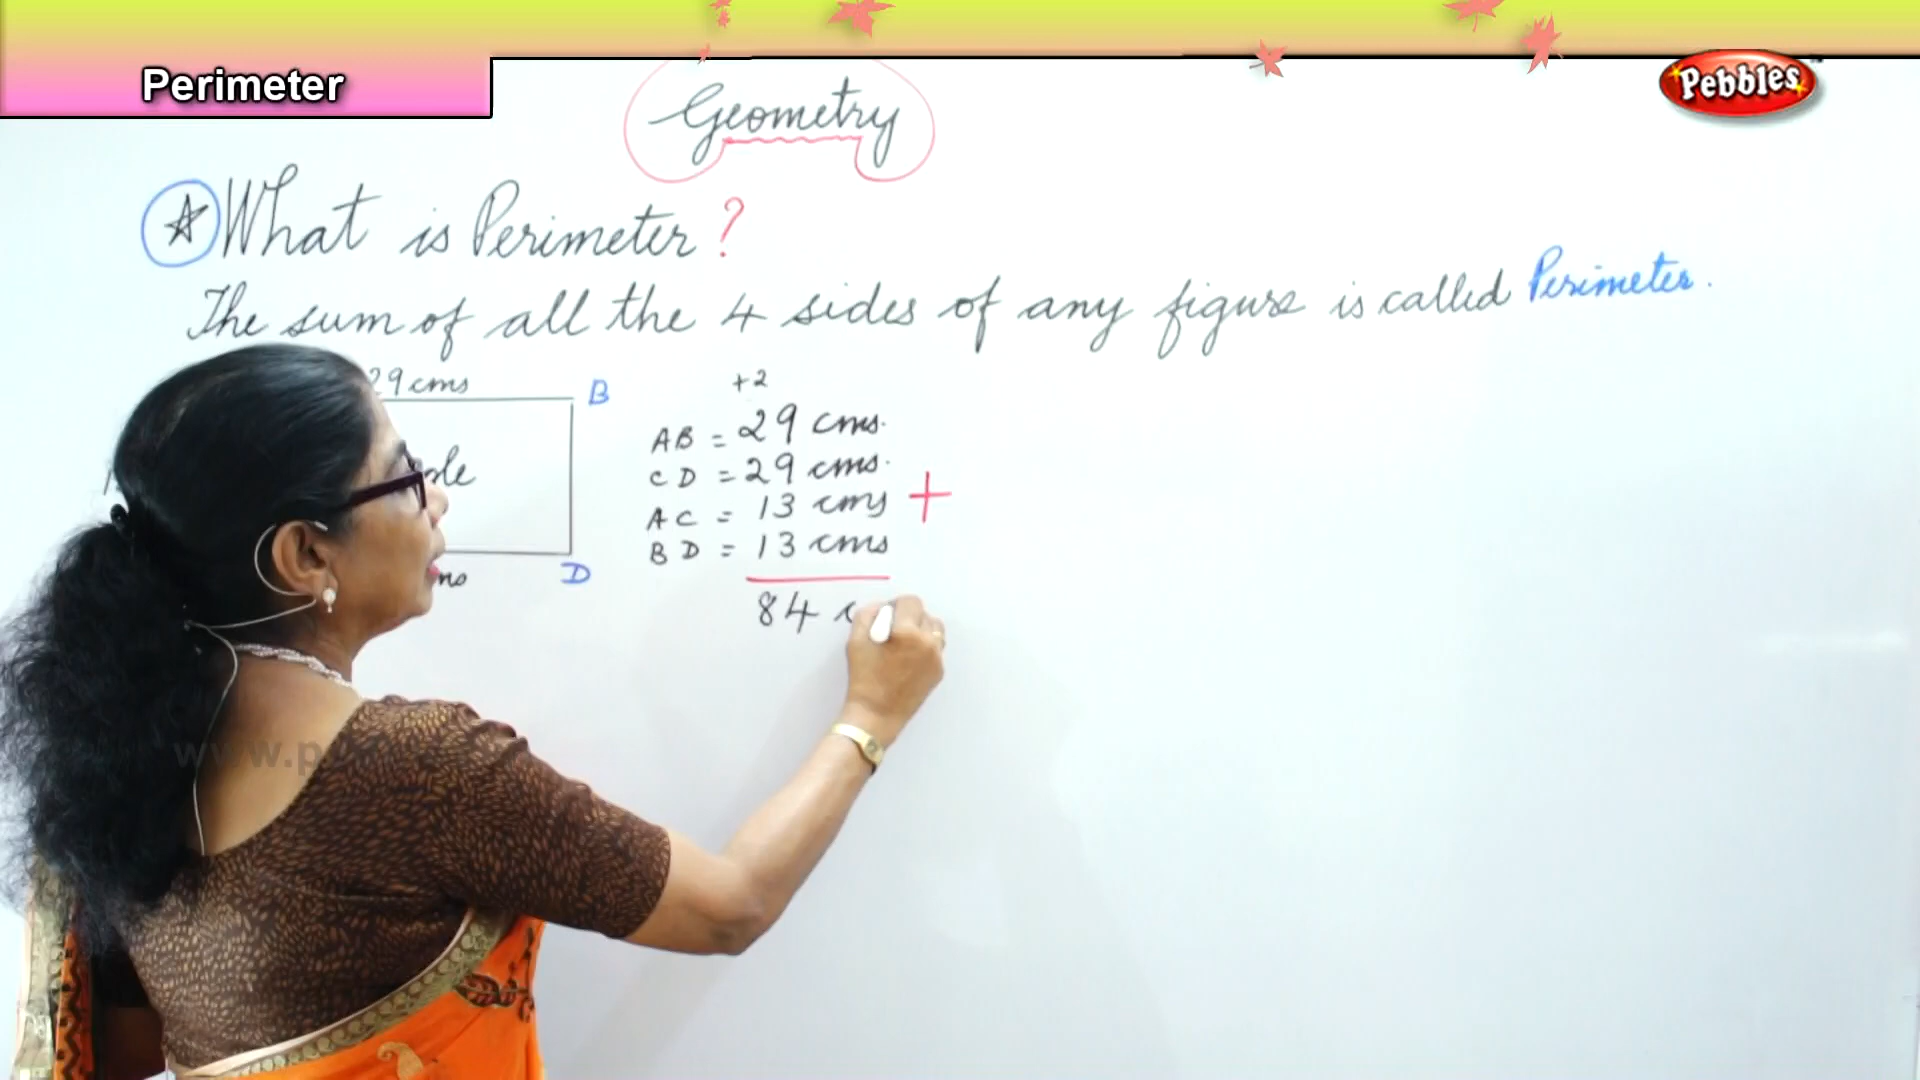 Perimeter
Pebbles
Geometry
What is Perimeter?
The sum of all the 4 sides of any figure is called Perimeter.
29 cms
B
D
+2
AB = 29 cms.
CD = 29 cms.
AC = 13 cms
BD = 13 cms
+
84 c
www.p